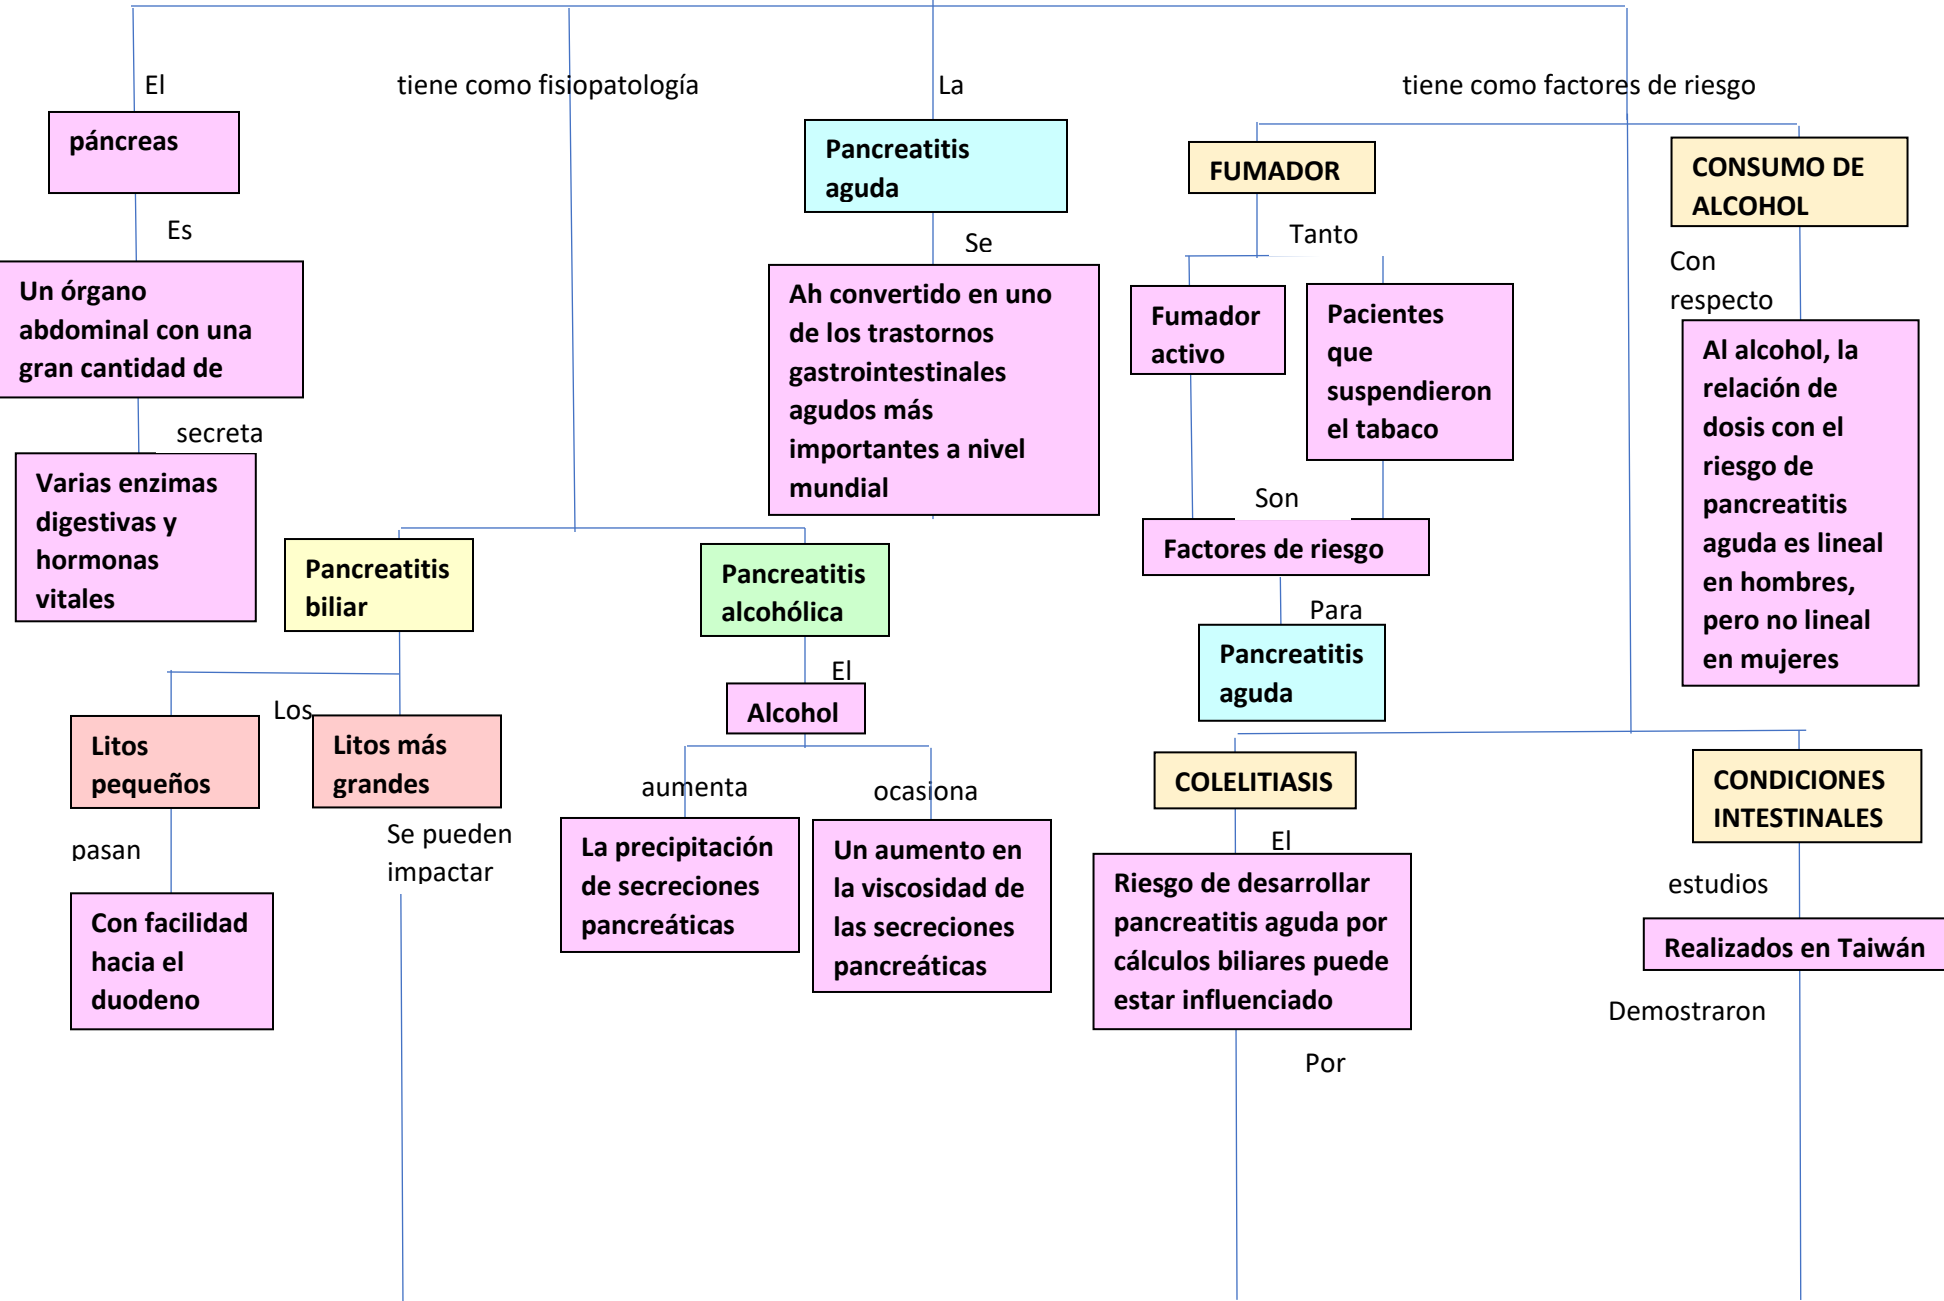 El
páncreas
Es
Un órgano
abdominal con una
gran cantidad de
secreta
Varias enzimas
digestivas y
hormonas
vitales
tiene como fisiopatología
Pancreatitis
biliar
Los
Litos
pequeños
pasan
Con facilidad
hacia el
duodeno
Litos más
grandes
Se pueden
impactar
Pancreatitis
alcohólica
El
Alcohol
aumenta
La precipitación
de secreciones
pancreáticas
ocasiona
Un aumento en
la viscosidad de
las secreciones
pancreáticas
La
Pancreatitis
aguda
Se
Ah convertido en uno
de los trastornos
gastrointestinales
agudos más
importantes a nivel
mundial
tiene como factores de riesgo
FUMADOR
Tanto
Fumador
activo
Pacientes
que
suspendieron
el tabaco
Son
Factores de riesgo
Para
Pancreatitis
aguda
CONSUMO DE
ALCOHOL
Con
respecto
Al alcohol, la
relación de
dosis con el
riesgo de
pancreatitis
aguda es lineal
en hombres,
pero no lineal
en mujeres
COLELITIASIS
El
Riesgo de desarrollar
pancreatitis aguda por
cálculos biliares puede
estar influenciado
Por
CONDICIONES
INTESTINALES
estudios
Realizados en Taiwán
Demostraron